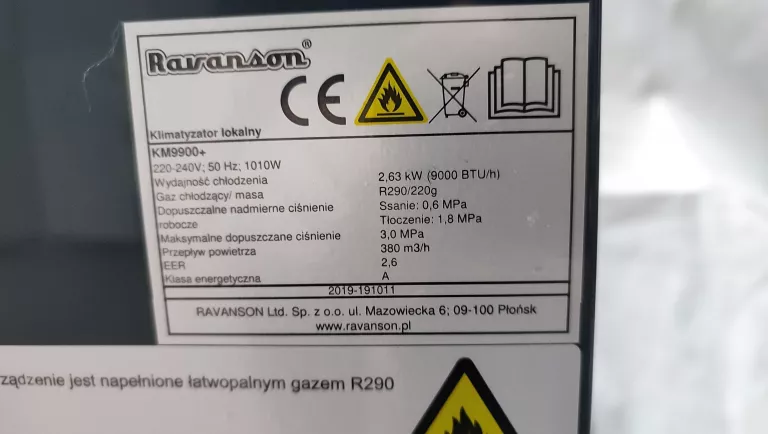 Ravanson®
CE
Klimatyzator lokalny
KM9900+
220-240V; 50 Hz; 1010W
Wydajność chłodzenia 2,63 kW (9000 BTU/h)
Gaz chłodzący/ masa R290/220g
Dopuszczalne nadmierne ciśnienie Ssanie: 0,6 MPa
robocze Tłoczenie: 1,8 MPa
Maksymalne dopuszczane ciśnienie 3,0 MPa
Przepływ powietrza 380 m3/h
EER 2,6
Klasa energetyczna A
2019-191011
RAVANSON Ltd. Sp. z o.o. ul. Mazowiecka 6; 09-100 Płońsk
www.ravanson.pl
ządzenie jest napełnione łatwopalnym gazem R290